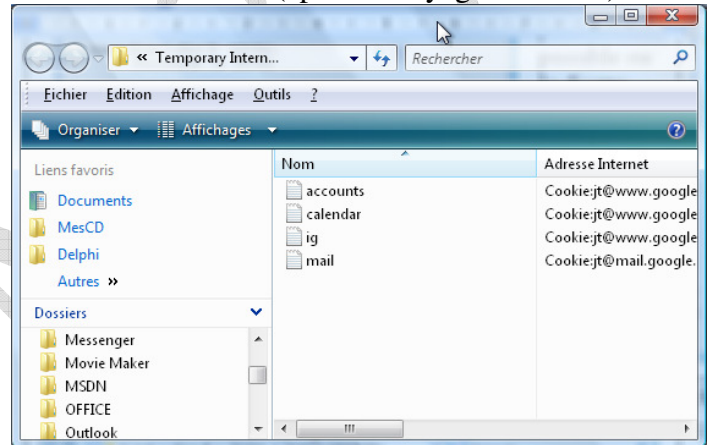 « Temporary Intern...
Rechercher
Fichier Edition Affichage Outils ?
Organiser Affichages
Liens favoris
Documents
MesCD
Delphi
Autres »
Dossiers
Messenger
Movie Maker
MSDN
OFFICE
Outlook
Nom Adresse Internet
accounts Cookie:jt@www.google
calendar Cookie:jt@www.google
ig Cookie:jt@www.google
mail Cookie:jt@mail.google.